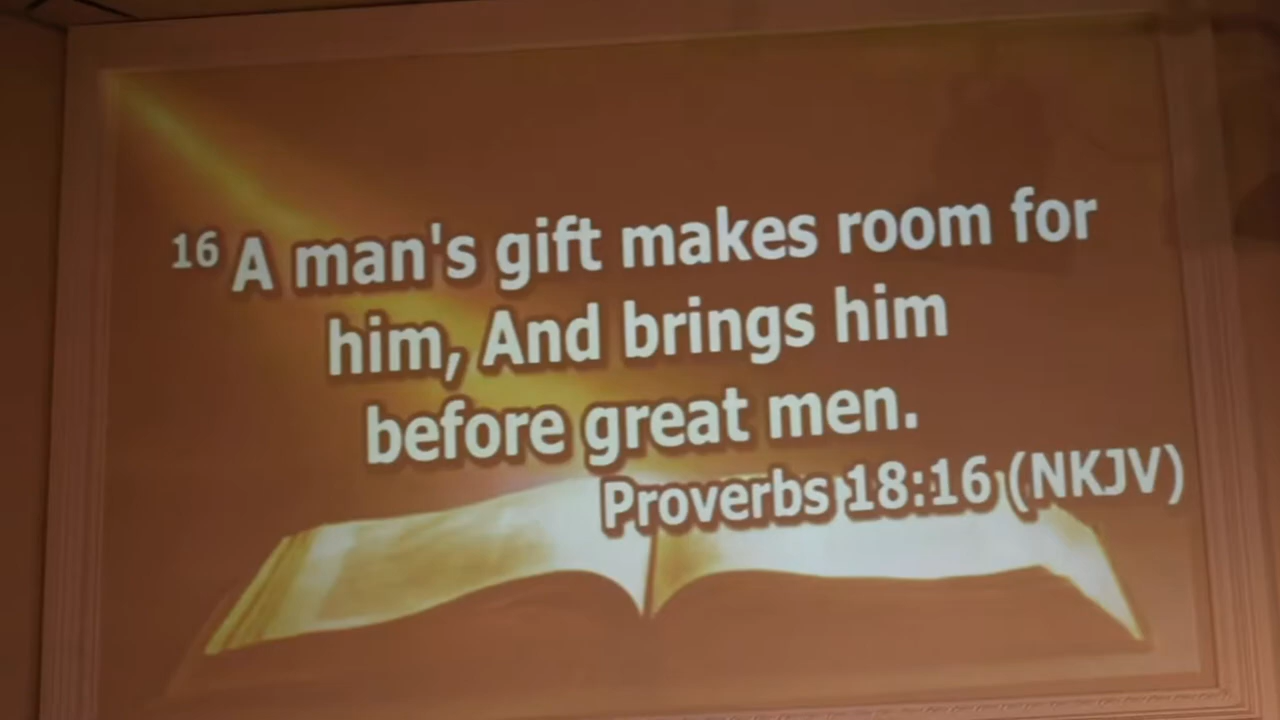 16 A man's gift makes room for
him, And brings him
before great men.
Proverbs 18:16 (NKJV)